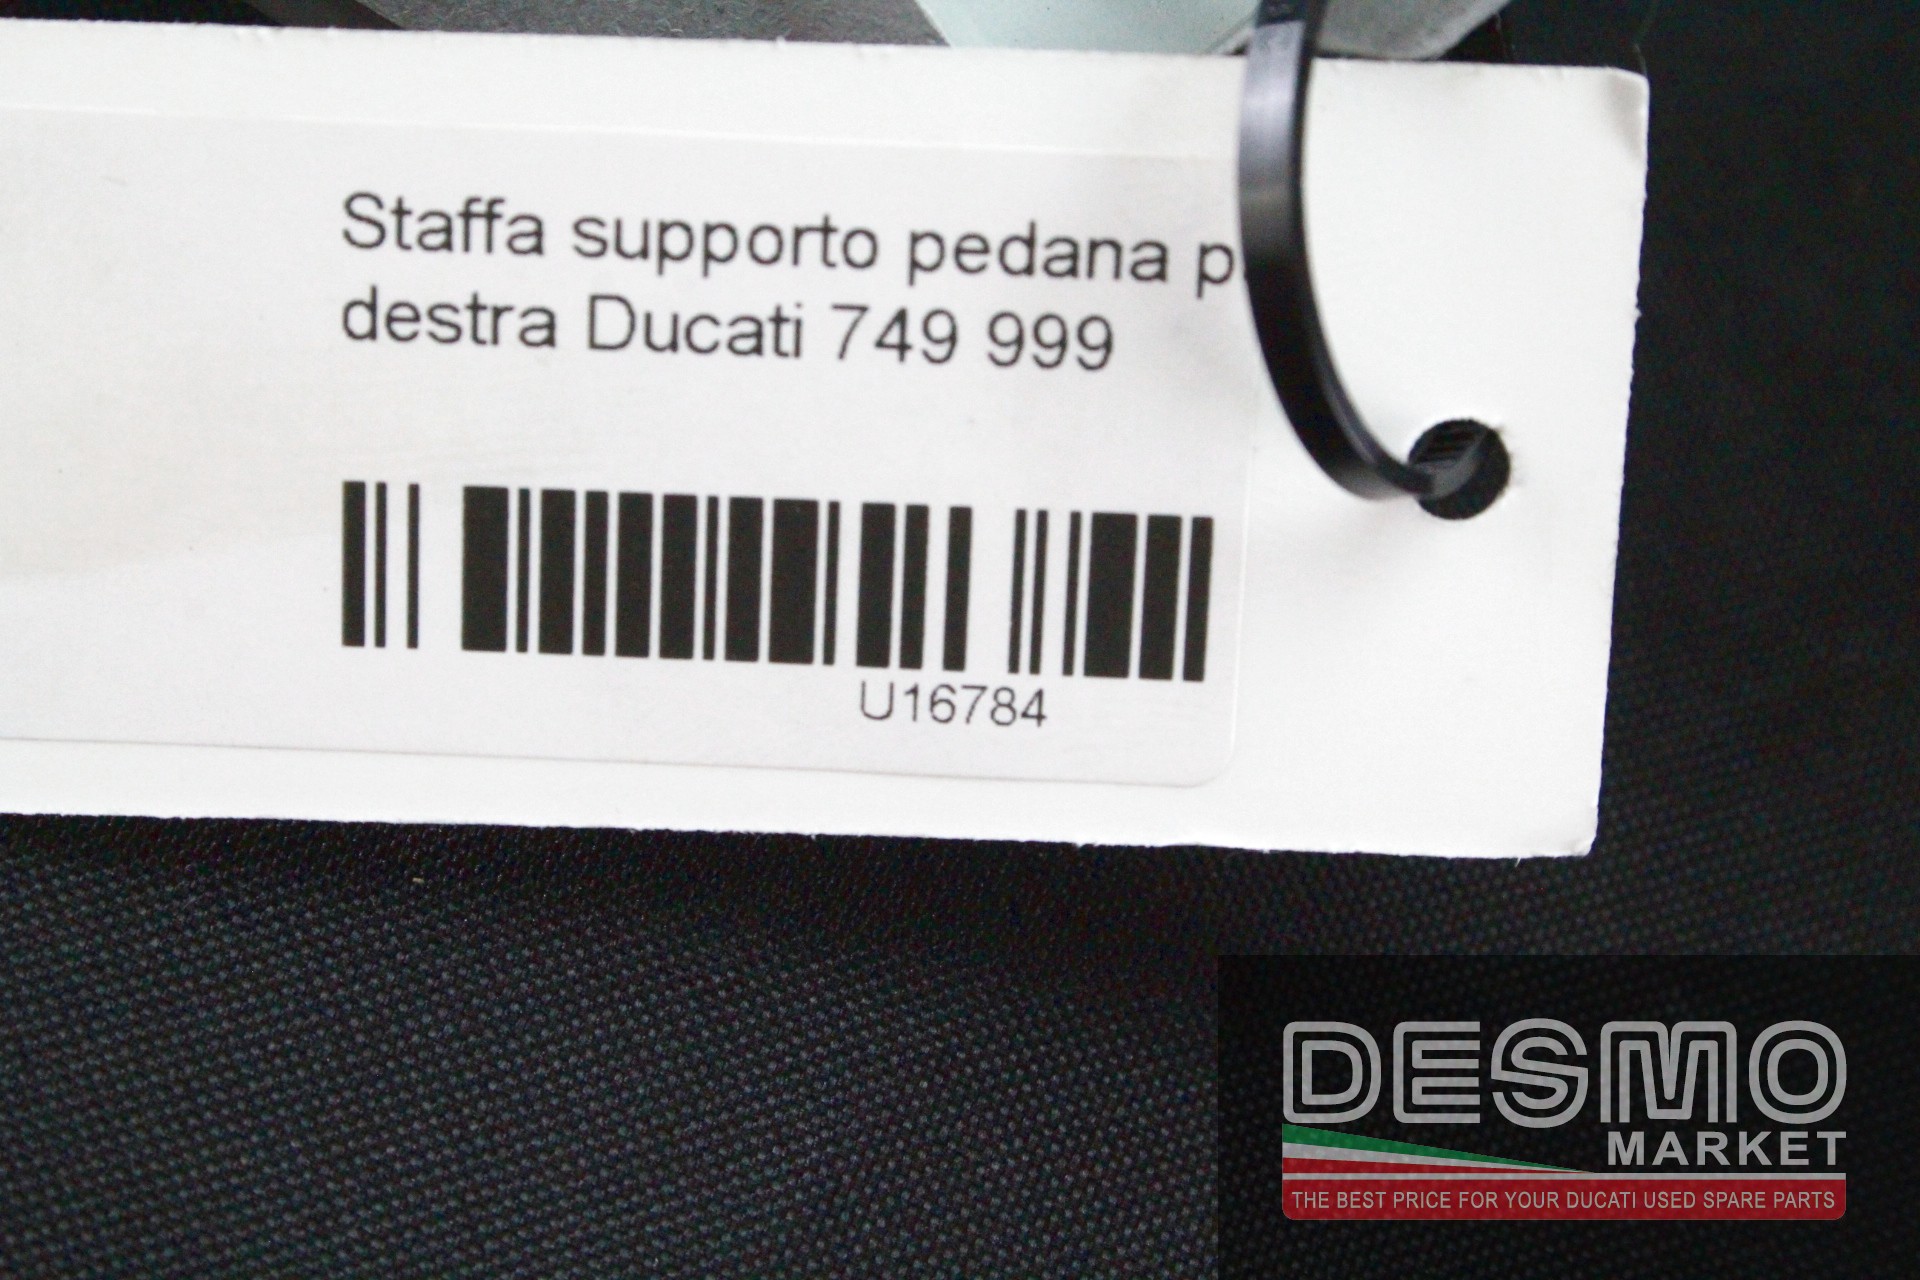 Staffa supporto pedana
destra Ducati 749 999
U16784
DESMO
MARKET
THE BEST PRICE FOR YOUR DUCATI USED SPARE PARTS